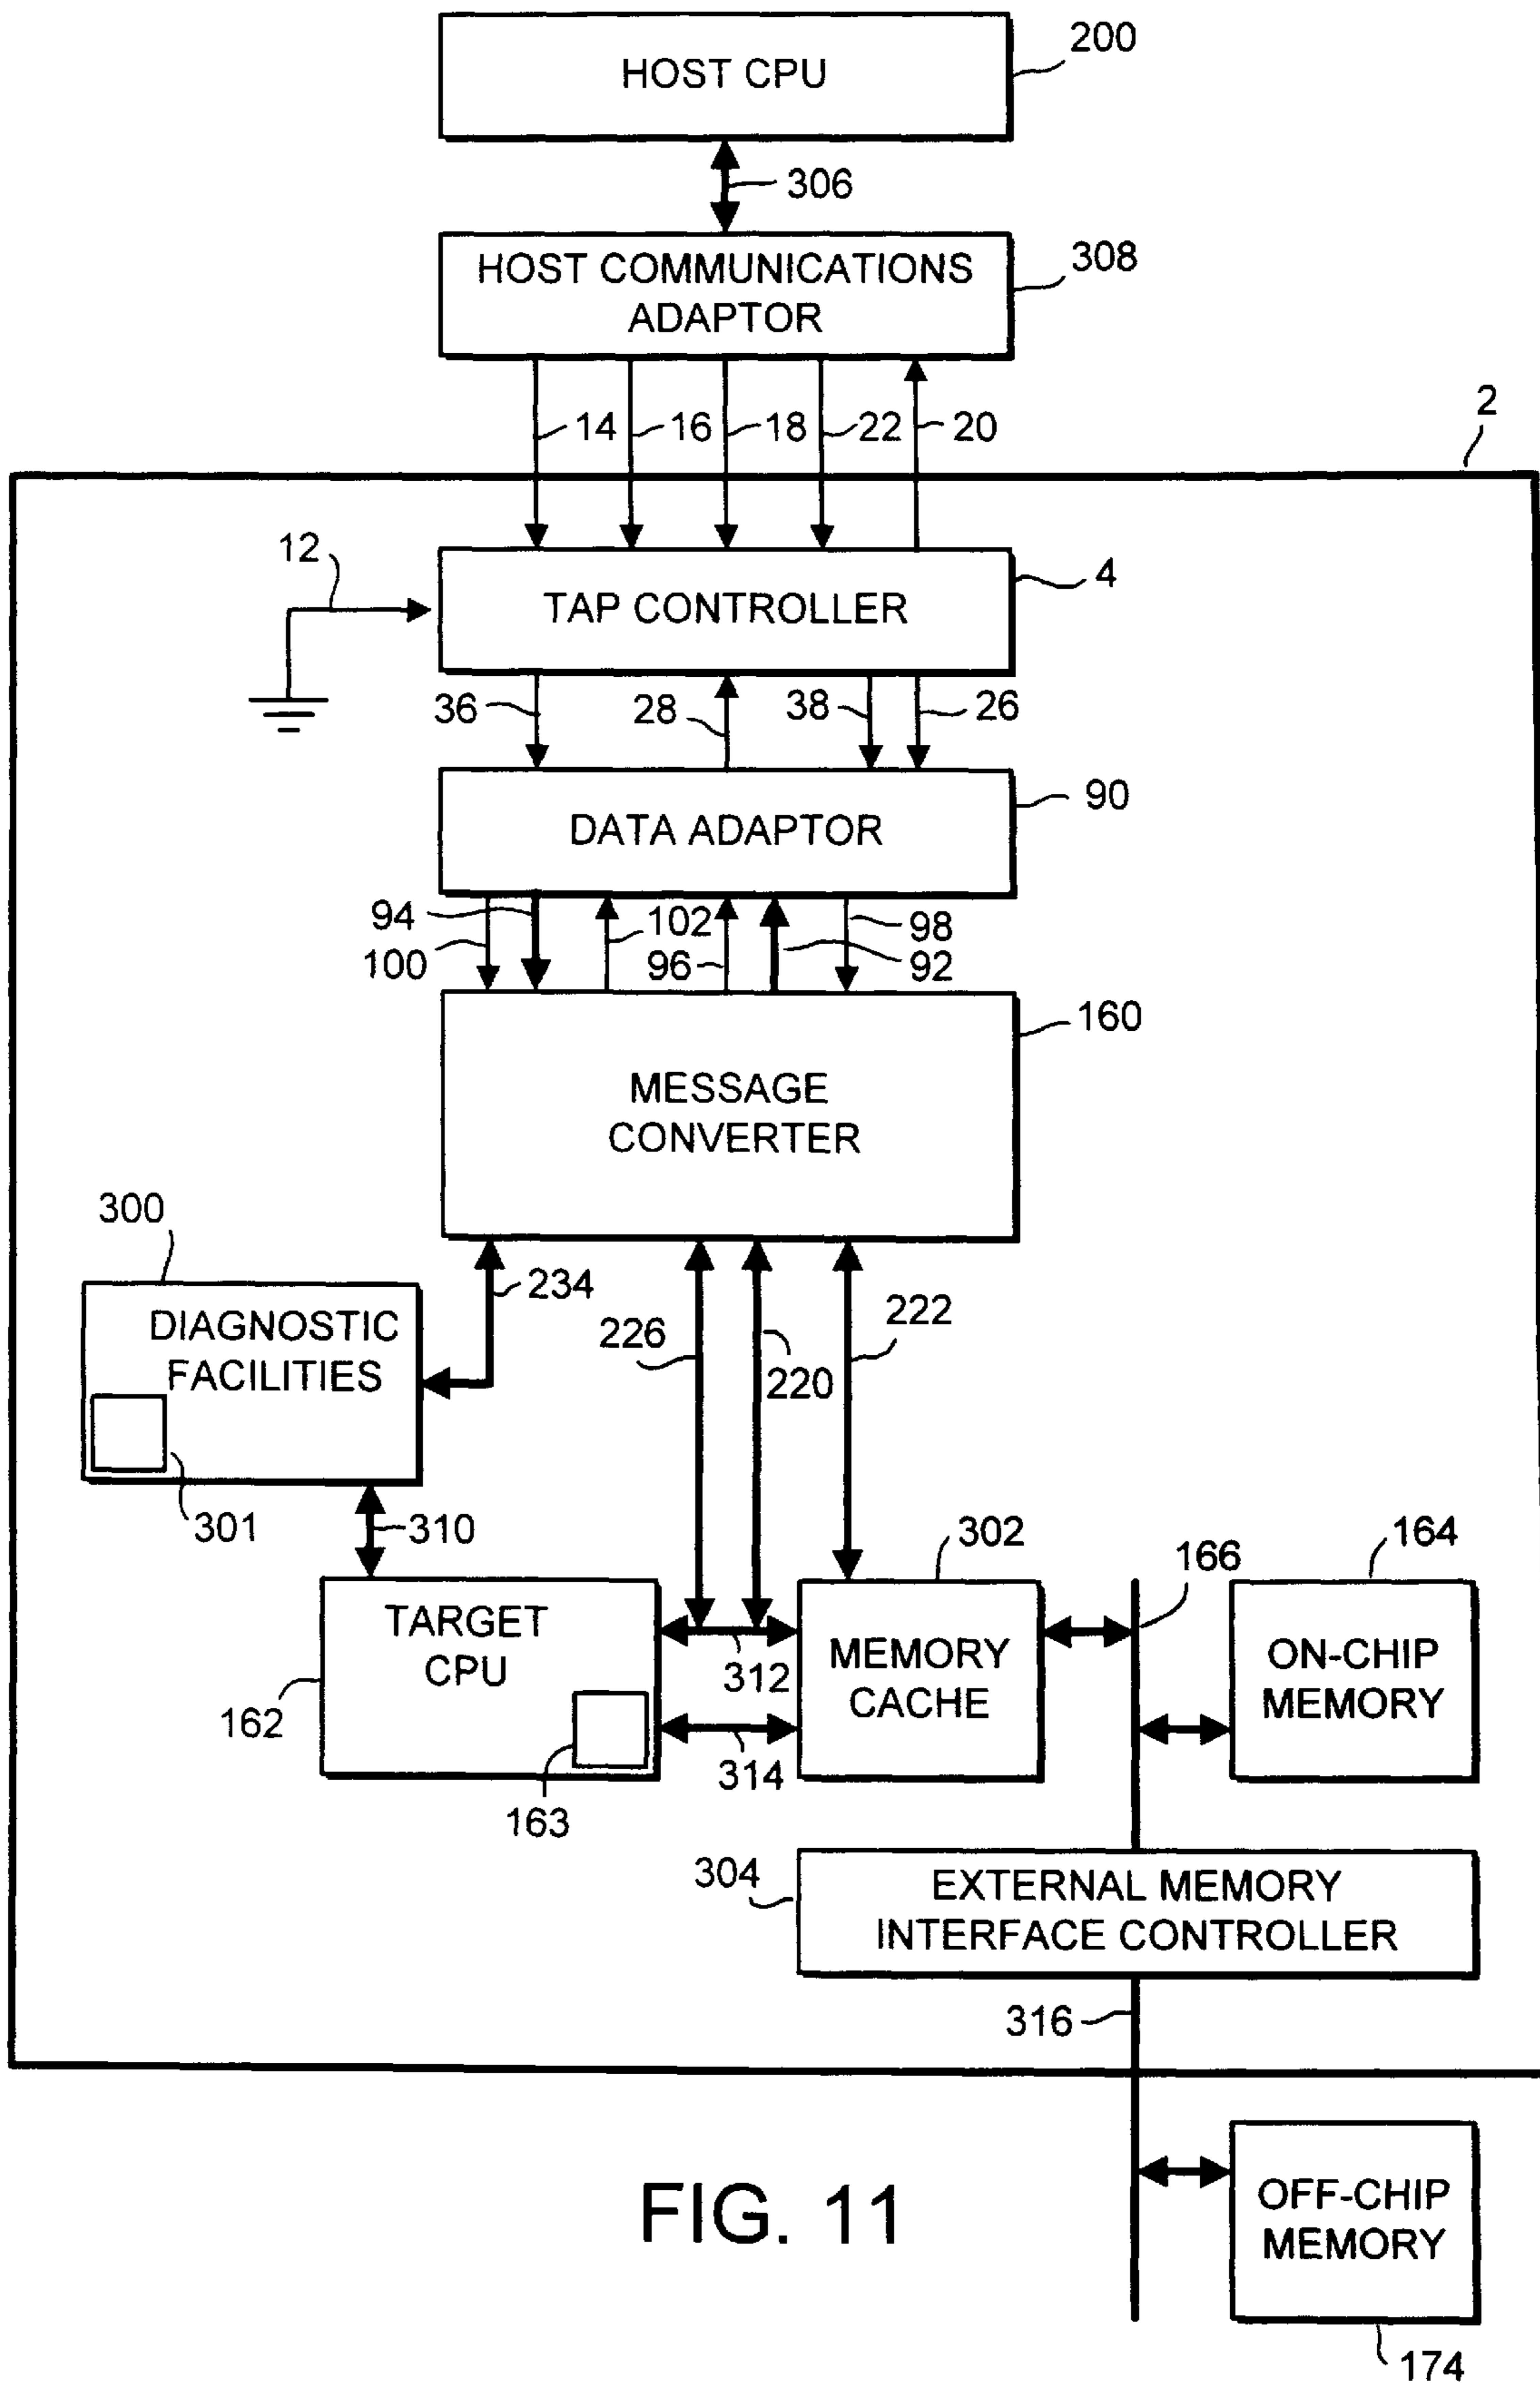 200
HOST CPU
306
308
HOST COMMUNICATIONS
ADAPTOR
2
14
16
18
22
20
12
4
TAP CONTROLLER
36
28
38
26
90
DATA ADAPTOR
94
102
98
100
96
92
160
MESSAGE
CONVERTER
300
234
DIAGNOSTIC
FACILITIES
226
220
222
301
310
302
166
164
TARGET
CPU
312
MEMORY
CACHE
ON-CHIP
MEMORY
162
314
163
304
EXTERNAL MEMORY
INTERFACE CONTROLLER
316
FIG. 11
OFF-CHIP
MEMORY
174